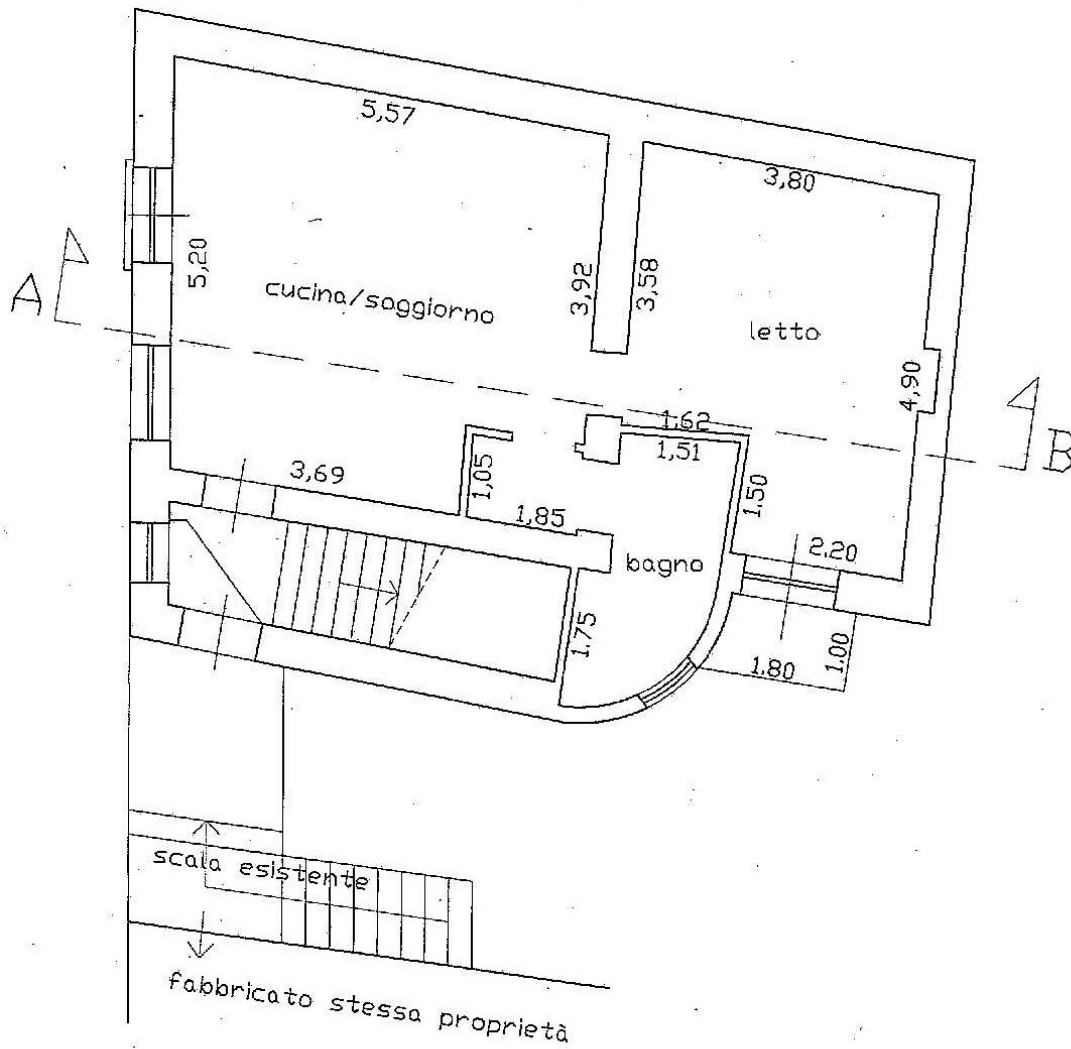 5,57
3,80
5,20
cucina/soggiorno
3,92
3,58
letto
A
4,90
1,62
1,51
B
3,69
1,05
1,50
1,85
bagno
2.20
1.75
1.80
1.00
scala esistente
fabbricato stessa proprietà